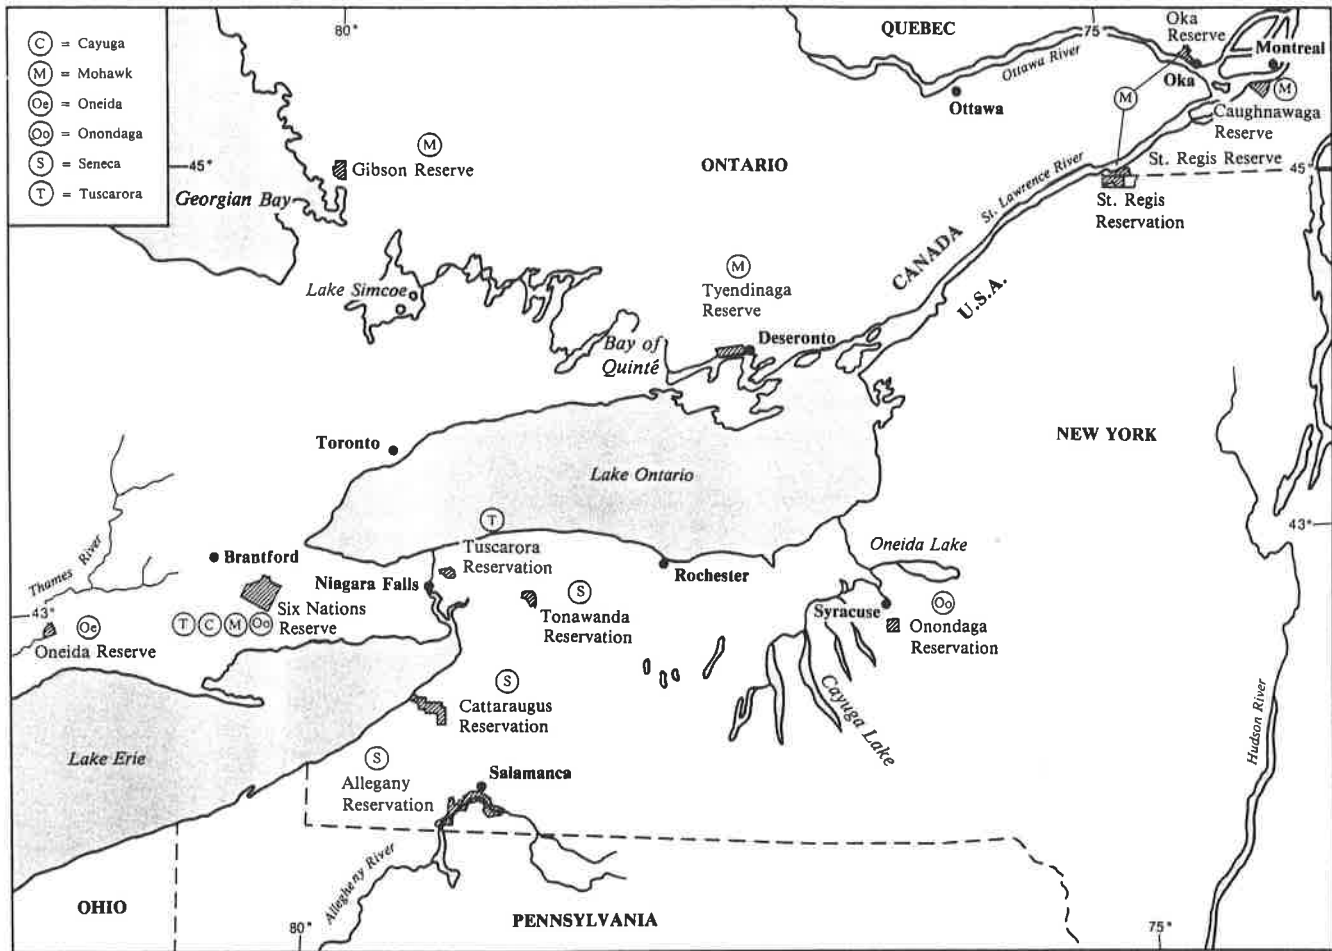 C = Cayuga
M = Mohawk
Oe = Oneida
Oo = Onondaga
S = Seneca
T = Tuscarora
80°
QUEBEC
75°
Oka
Reserve
Montreal
Ottawa River
Oka
Ottawa
M
M
Caughnawaga
Reserve
45°
M
Gibson Reserve
ONTARIO
St. Lawrence River
St. Regis Reserve
45°
St. Regis
Reservation
Georgian Bay
CANADA
U.S.A.
Lake Simcoe
M
Tyendinaga
Reserve
Deseronto
Bay of
Quinté
Toronto
NEW YORK
Lake Ontario
T
Tuscarora
Reservation
43°
Thames River
Brantford
Niagara Falls
Rochester
Oneida Lake
S
Tonawanda
Reservation
43°
Oe
Oneida Reserve
T C M Oo
Six Nations
Reserve
Syracuse
Oo
Onondaga
Reservation
S
Cattaraugus
Reservation
Cayuga Lake
Hudson River
Lake Erie
S
Allegany
Reservation
Salamanca
Allegheny River
OHIO
80°
PENNSYLVANIA
75°